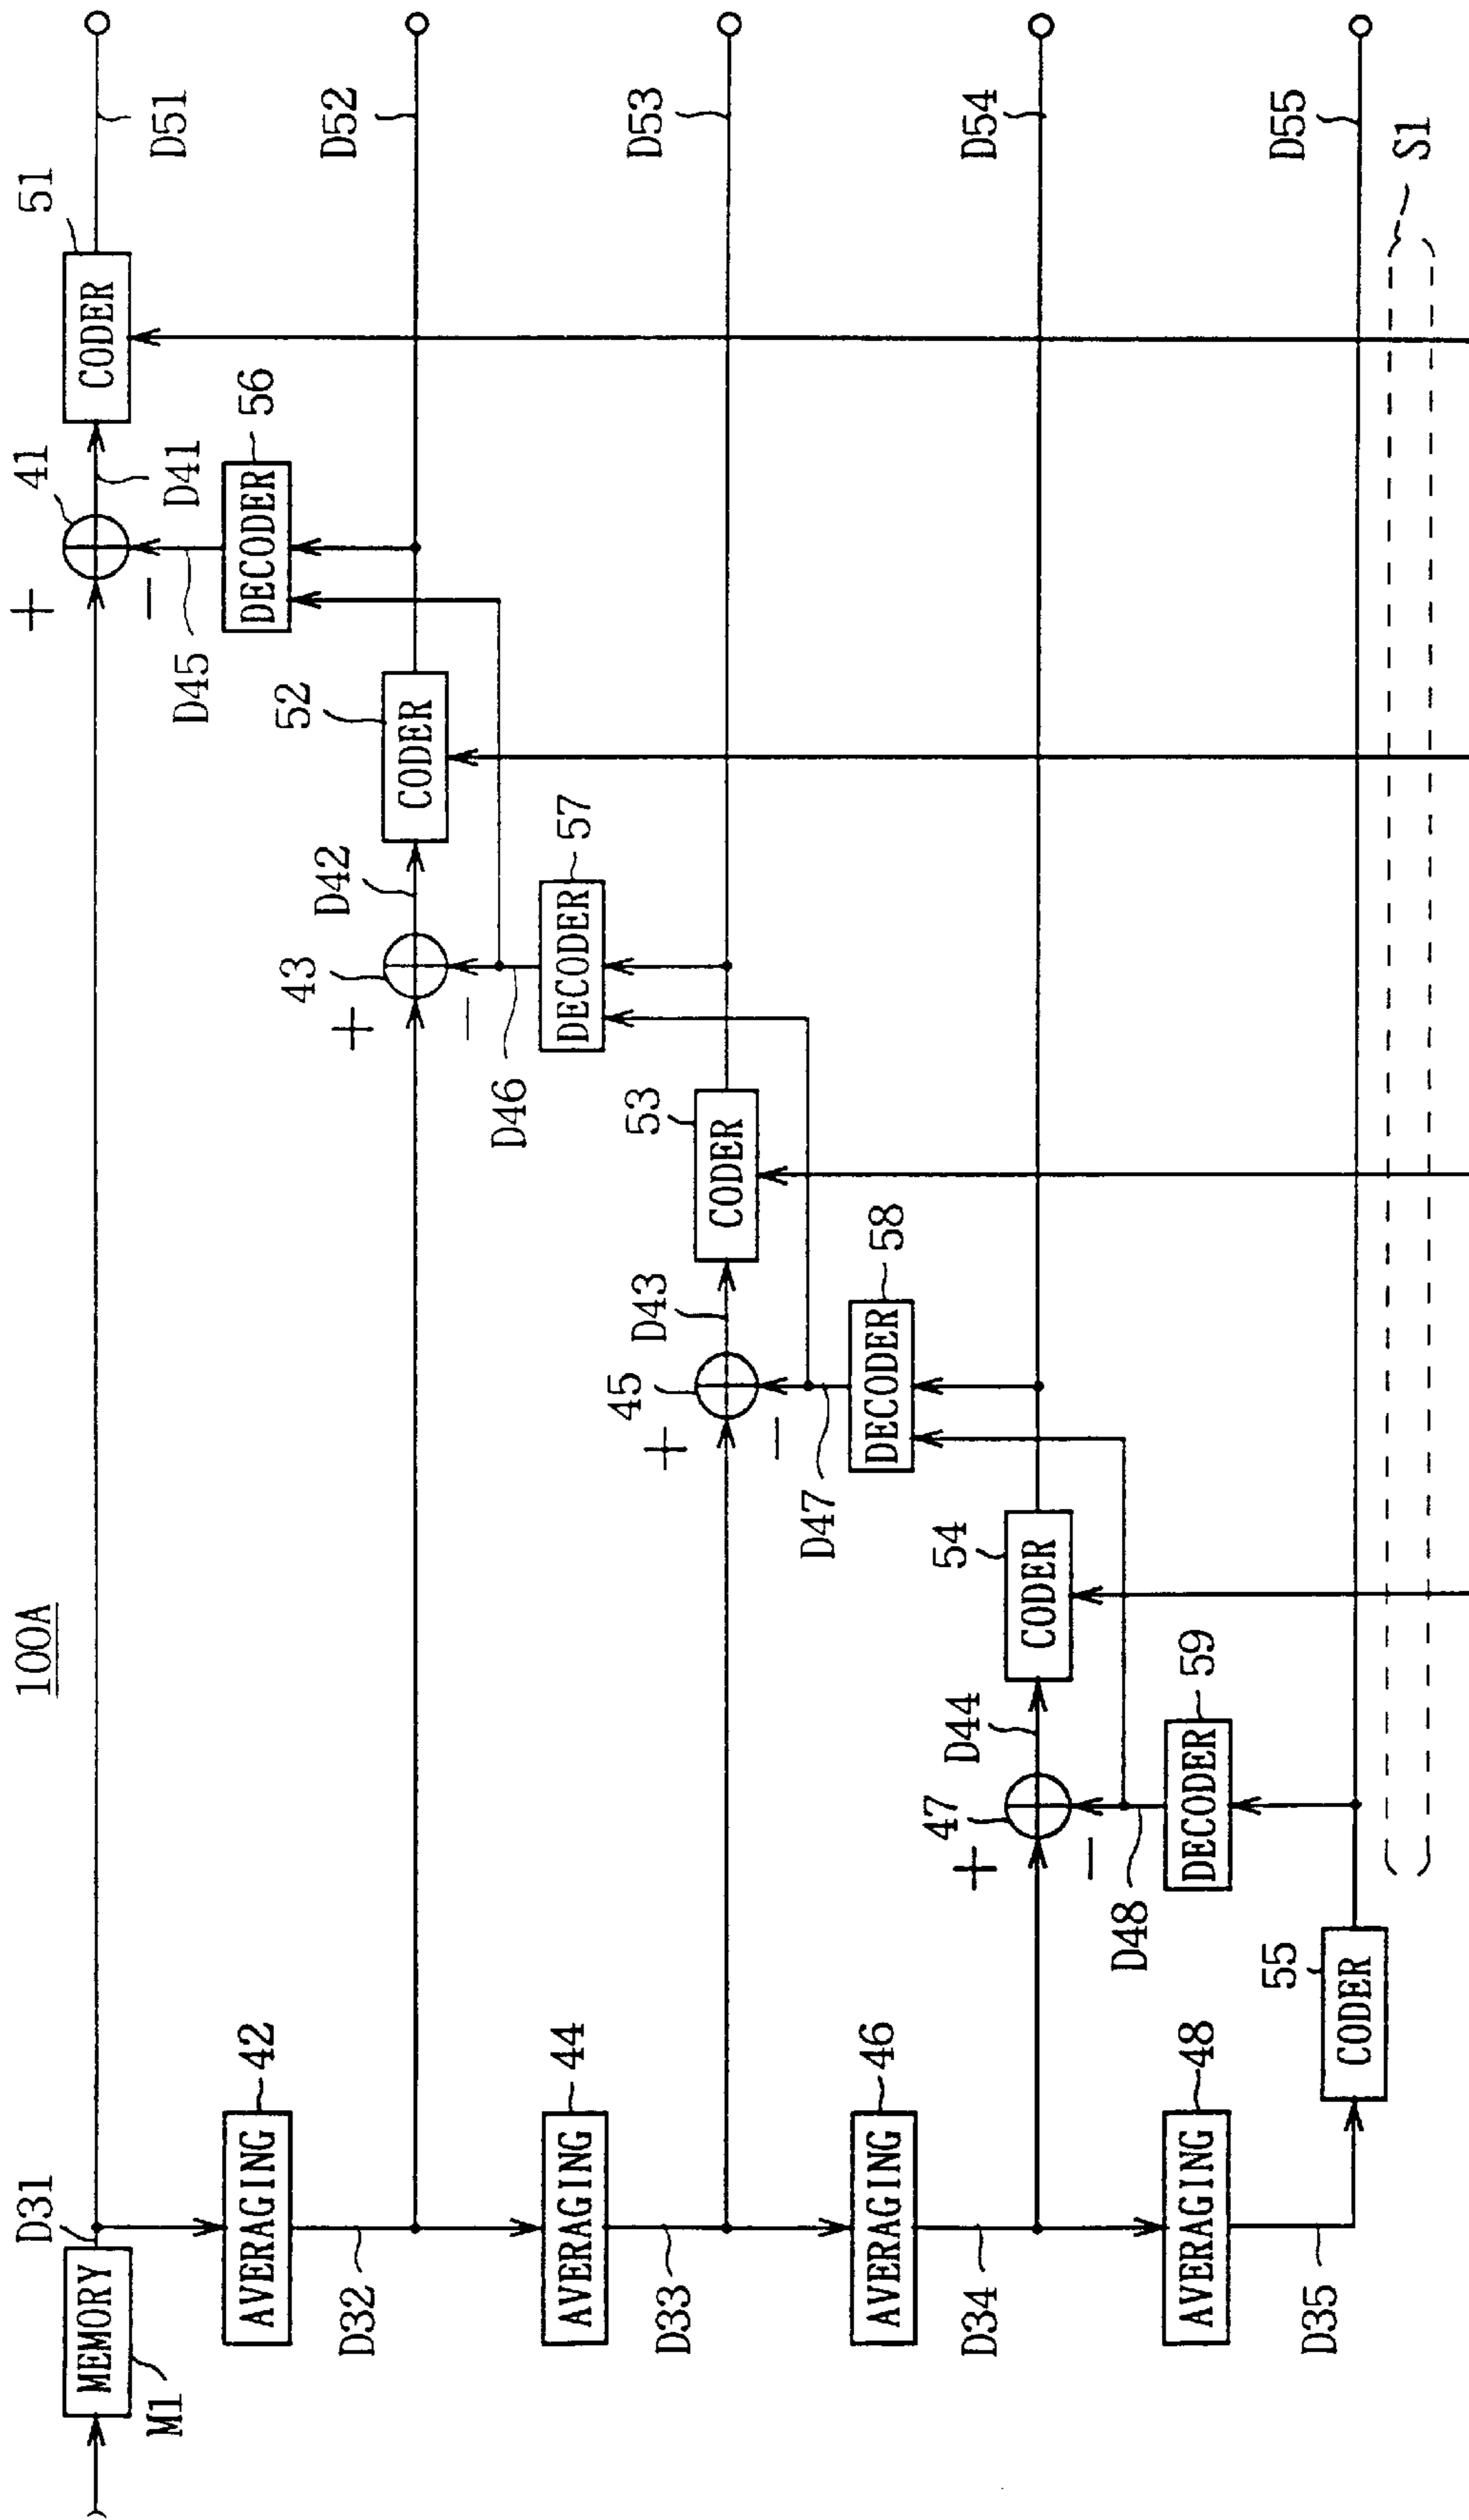 100A
MEMORY
M1
D31
+
41
−
D41
CODER
51
D51
D45
DECODER
56
AVERAGING
42
D32
+
43
−
D42
CODER
52
D52
D46
DECODER
57
AVERAGING
44
D33
+
45
−
D43
CODER
53
D53
D47
DECODER
58
AVERAGING
46
D34
+
47
−
D44
CODER
54
D54
D48
DECODER
59
AVERAGING
48
D35
CODER
55
D55
S1